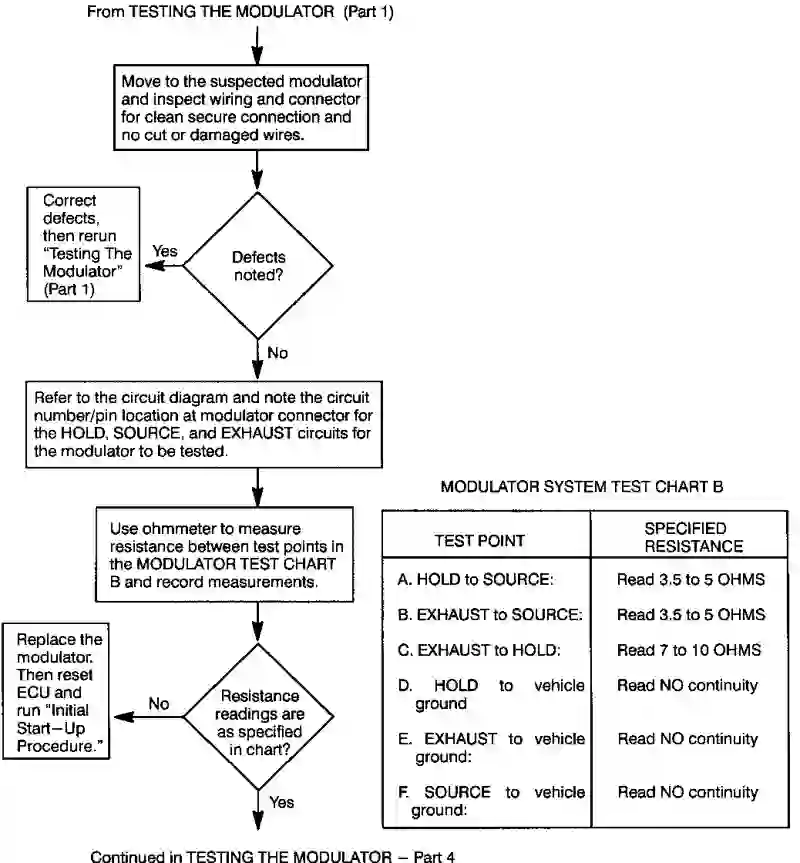 From TESTING THE MODULATOR (Part 1)
Move to the suspected modulator
and inspect wiring and connector
for clean secure connection and
no cut or damaged wires.
Correct
defects,
then rerun
“Testing The
Modulator”
(Part 1)
Yes
Defects
noted?
No
Refer to the circuit diagram and note the circuit
number/pin location at modulator connector for
the HOLD, SOURCE, and EXHAUST circuits for
the modulator to be tested.
Use ohmmeter to measure
resistance between test points in
the MODULATOR TEST CHART
B and record measurements.
Replace the
modulator.
Then reset
ECU and
run “Initial
Start–Up
Procedure.”
No
Resistance
readings are
as specified
in chart?
Yes
Continued in TESTING THE MODULATOR – Part 4
MODULATOR SYSTEM TEST CHART B
TEST POINT
SPECIFIED
RESISTANCE
A. HOLD to SOURCE:
Read 3.5 to 5 OHMS
B. EXHAUST to SOURCE:
Read 3.5 to 5 OHMS
C. EXHAUST to HOLD:
Read 7 to 10 OHMS
D. HOLD to vehicle
ground
Read NO continuity
E. EXHAUST to vehicle
ground:
Read NO continuity
F. SOURCE to vehicle
ground:
Read NO continuity